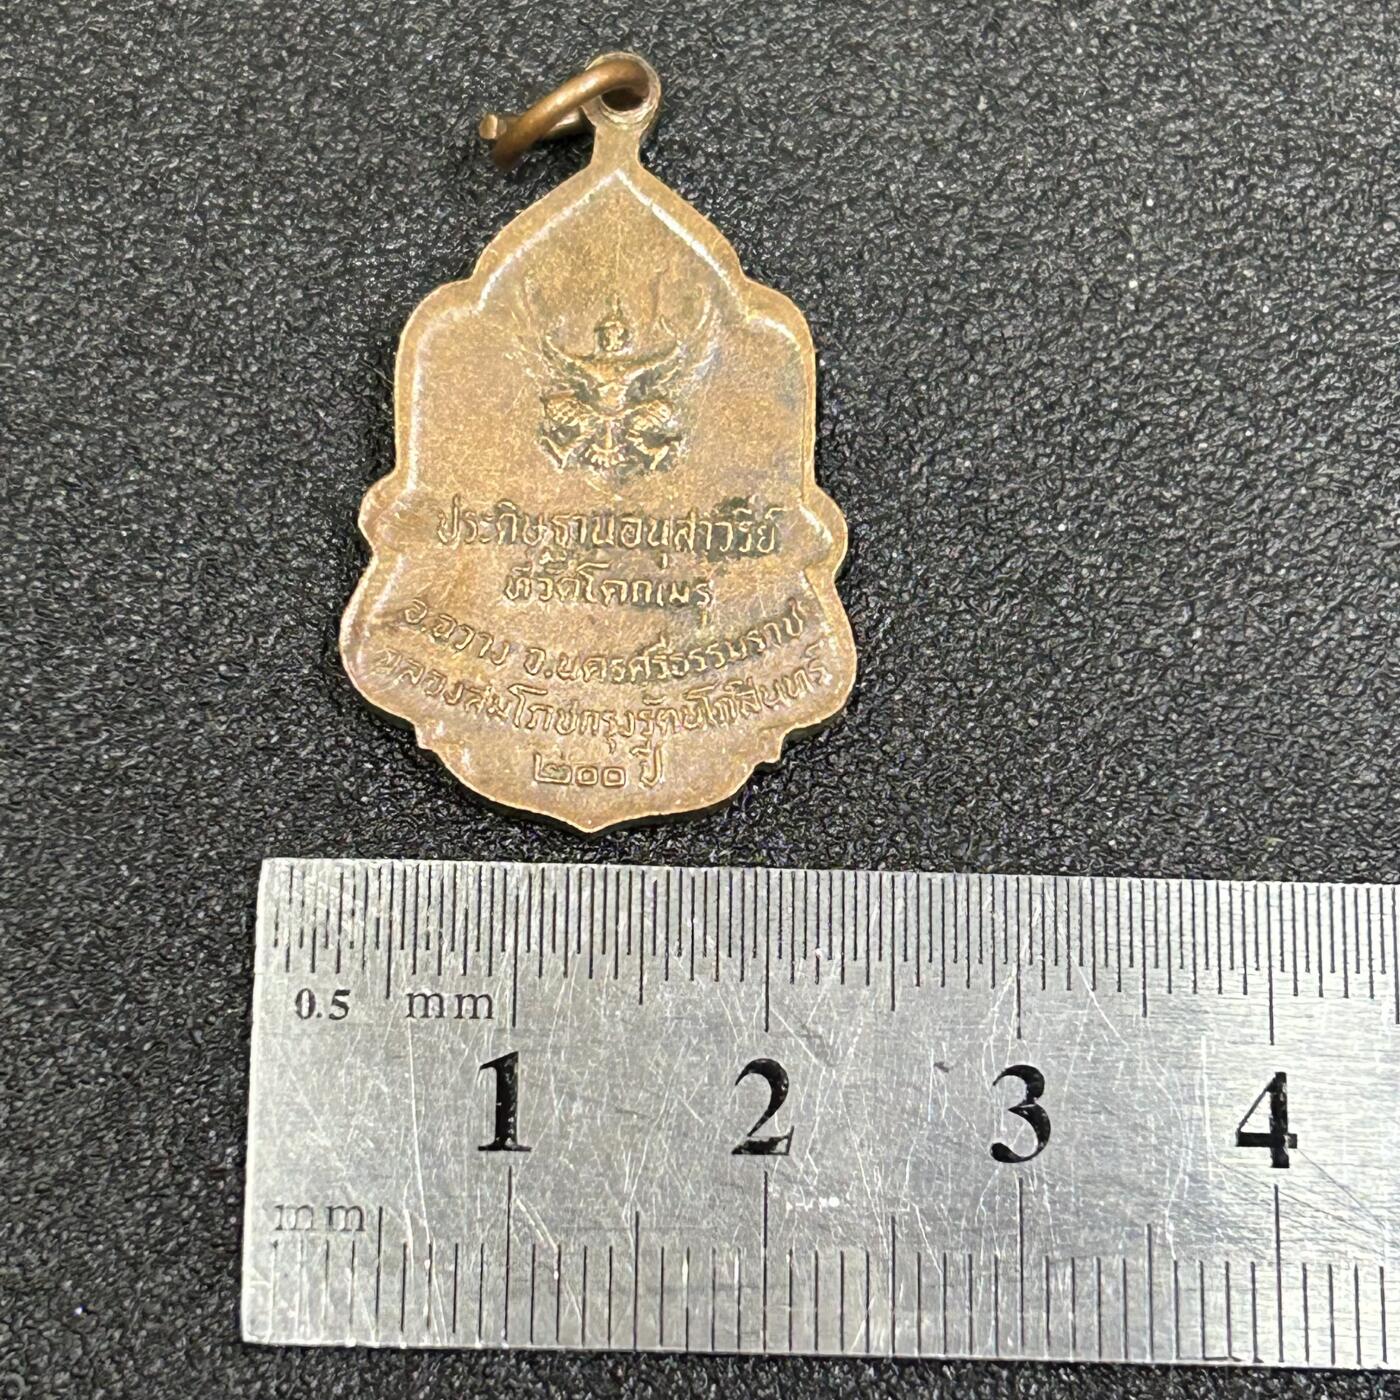 ประดิษฐานอนุสาวรีย์
ที่วัดโคกเมรุ
อ.ฉวาง จ.นครศรีธรรมราช
ฉลองสมโภชกรุงรัตนโกสินทร์
๒๐๐ ปี
0.5 mm
1 2 3 4
mm